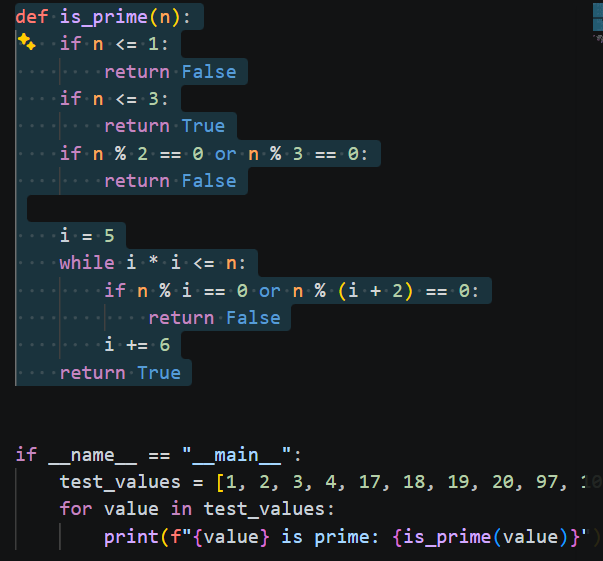 def is_prime(n):
    if n <= 1:
        return False
    if n <= 3:
        return True
    if n % 2 == 0 or n % 3 == 0:
        return False

    i = 5
    while i * i <= n:
        if n % i == 0 or n % (i + 2) == 0:
            return False
        i += 6
    return True


if __name__ == "__main__":
    test_values = [1, 2, 3, 4, 17, 18, 19, 20, 97,
    for value in test_values:
        print(f"{value} is prime: {is_prime(value)}")